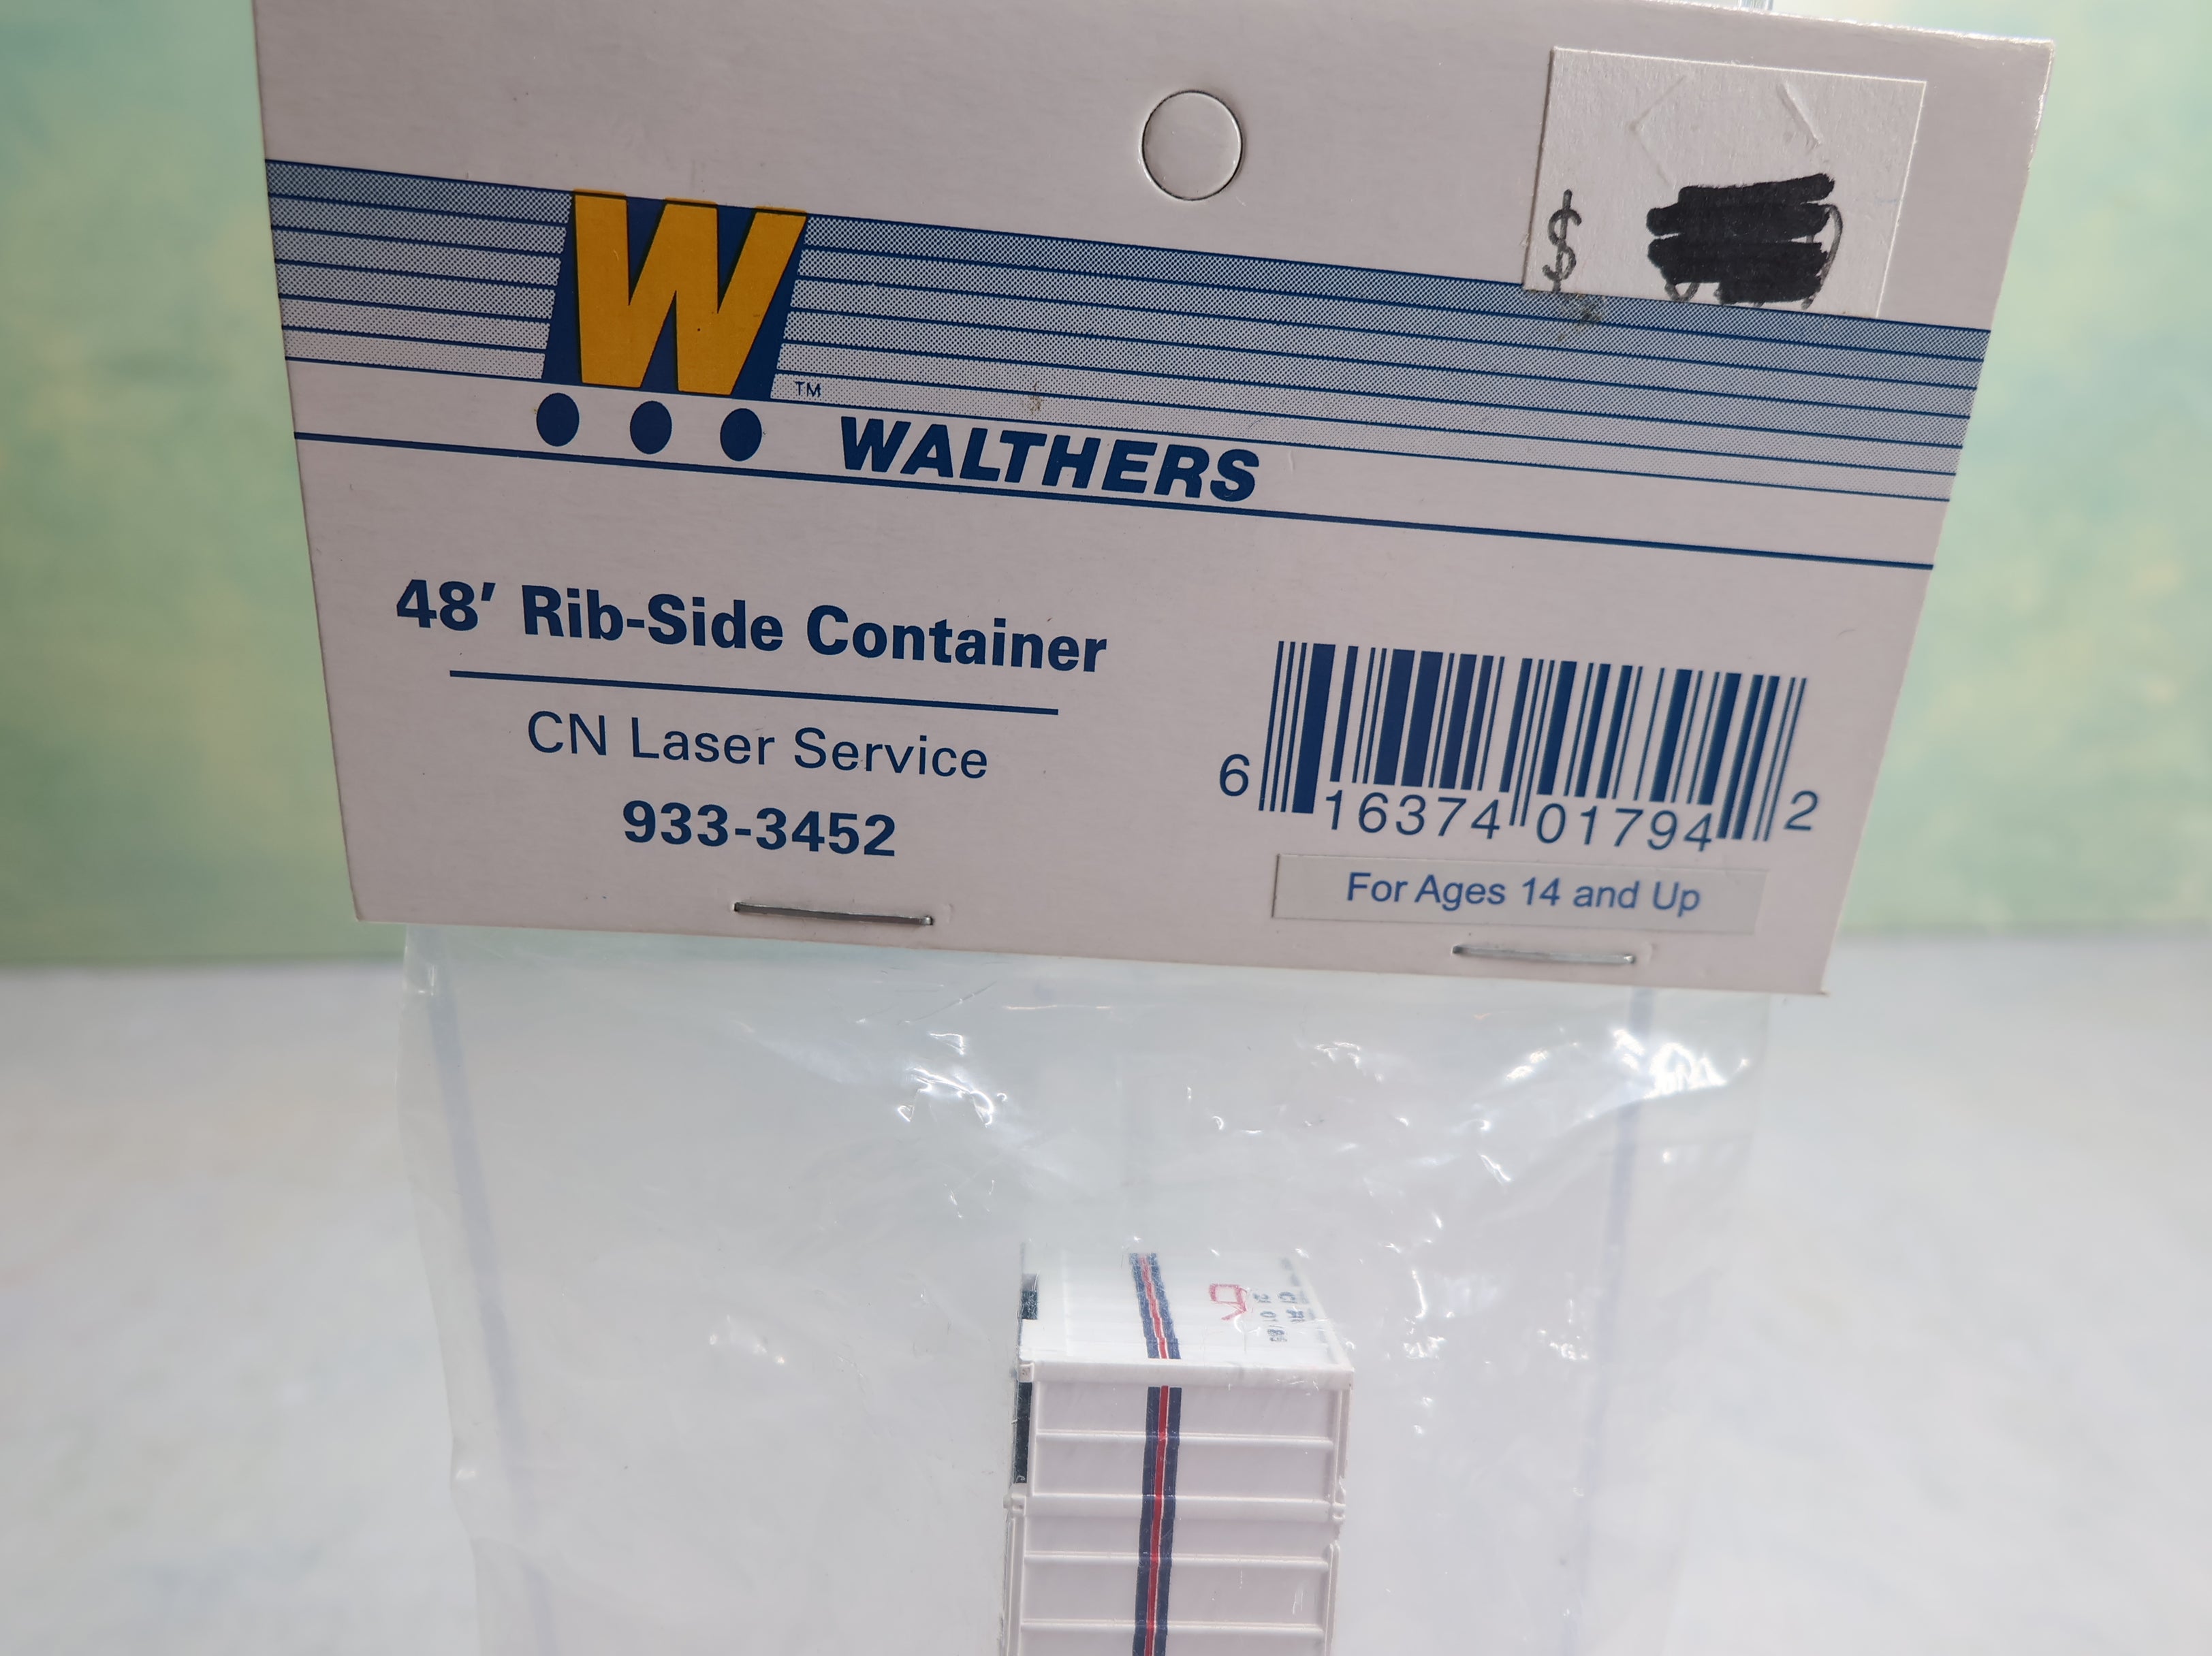 $
W
TM
WALTHERS
48' Rib-Side Container
CN Laser Service
933-3452
6 16374 01794 2
For Ages 14 and Up